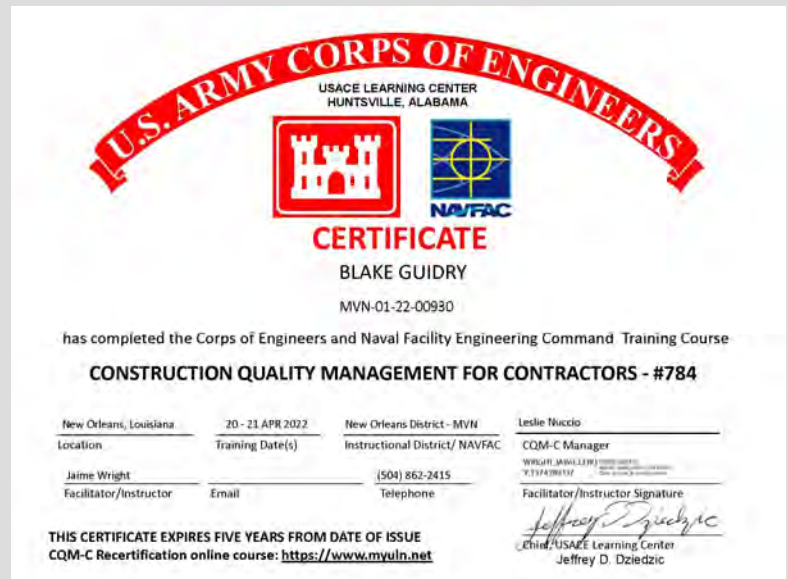 U.S. ARMY CORPS OF ENGINEERS
USACE LEARNING CENTER
HUNTSVILLE, ALABAMA
NAVFAC
CERTIFICATE
BLAKE GUIDRY
MVN-01-22-00930
has completed the Corps of Engineers and Naval Facility Engineering Command Training Course
CONSTRUCTION QUALITY MANAGEMENT FOR CONTRACTORS - #784
New Orleans, Louisiana 20 - 21 APR 2022 New Orleans District - MVN Leslie Nuccio
Location Training Date(s) Instructional District/ NAVFAC CQM-C Manager
Jaime Wright (504) 862-2415
Facilitator/Instructor Email Telephone Facilitator/Instructor Signature
Jeffrey D Dziedzic
THIS CERTIFICATE EXPIRES FIVE YEARS FROM DATE OF ISSUE Chief, USACE Learning Center
CQM-C Recertification online course: https://www.myuln.net Jeffrey D. Dziedzic